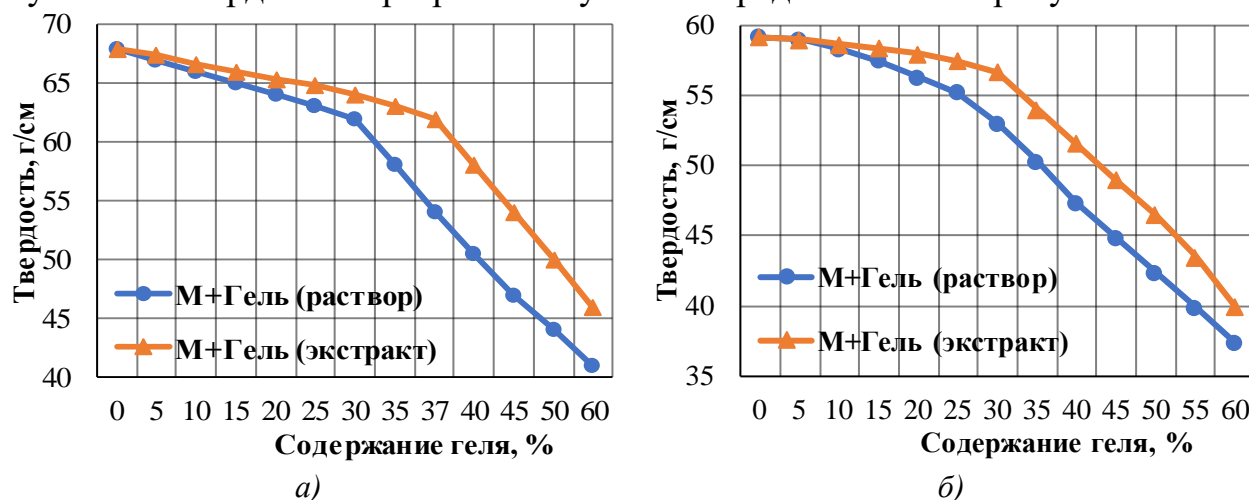 70
65
60
55
50
45
40
Твердость, г/см
М+Гель (раствор)
М+Гель (экстракт)
0 5 10 15 20 25 30 35 37 40 45 50 60
Содержание геля, %
а)
60
55
50
45
40
35
Твердость, г/см
М+Гель (раствор)
М+Гель (экстракт)
0 5 10 15 20 25 30 35 40 45 50 55 60
Содержание геля, %
б)